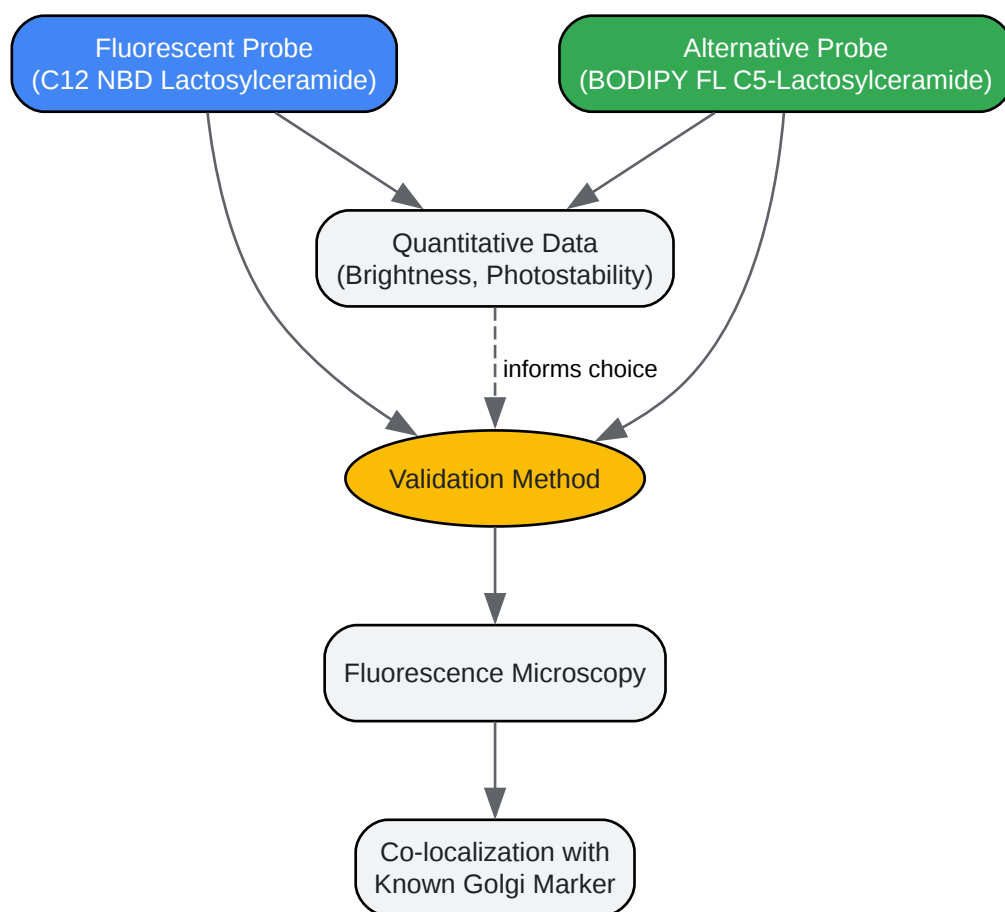 Fluorescent Probe
(C12 NBD Lactosylceramide)
Alternative Probe
(BODIPY FL C5-Lactosylceramide)
Quantitative Data
(Brightness, Photostability)
informs choice
Validation Method
Fluorescence Microscopy
Co-localization with
Known Golgi Marker